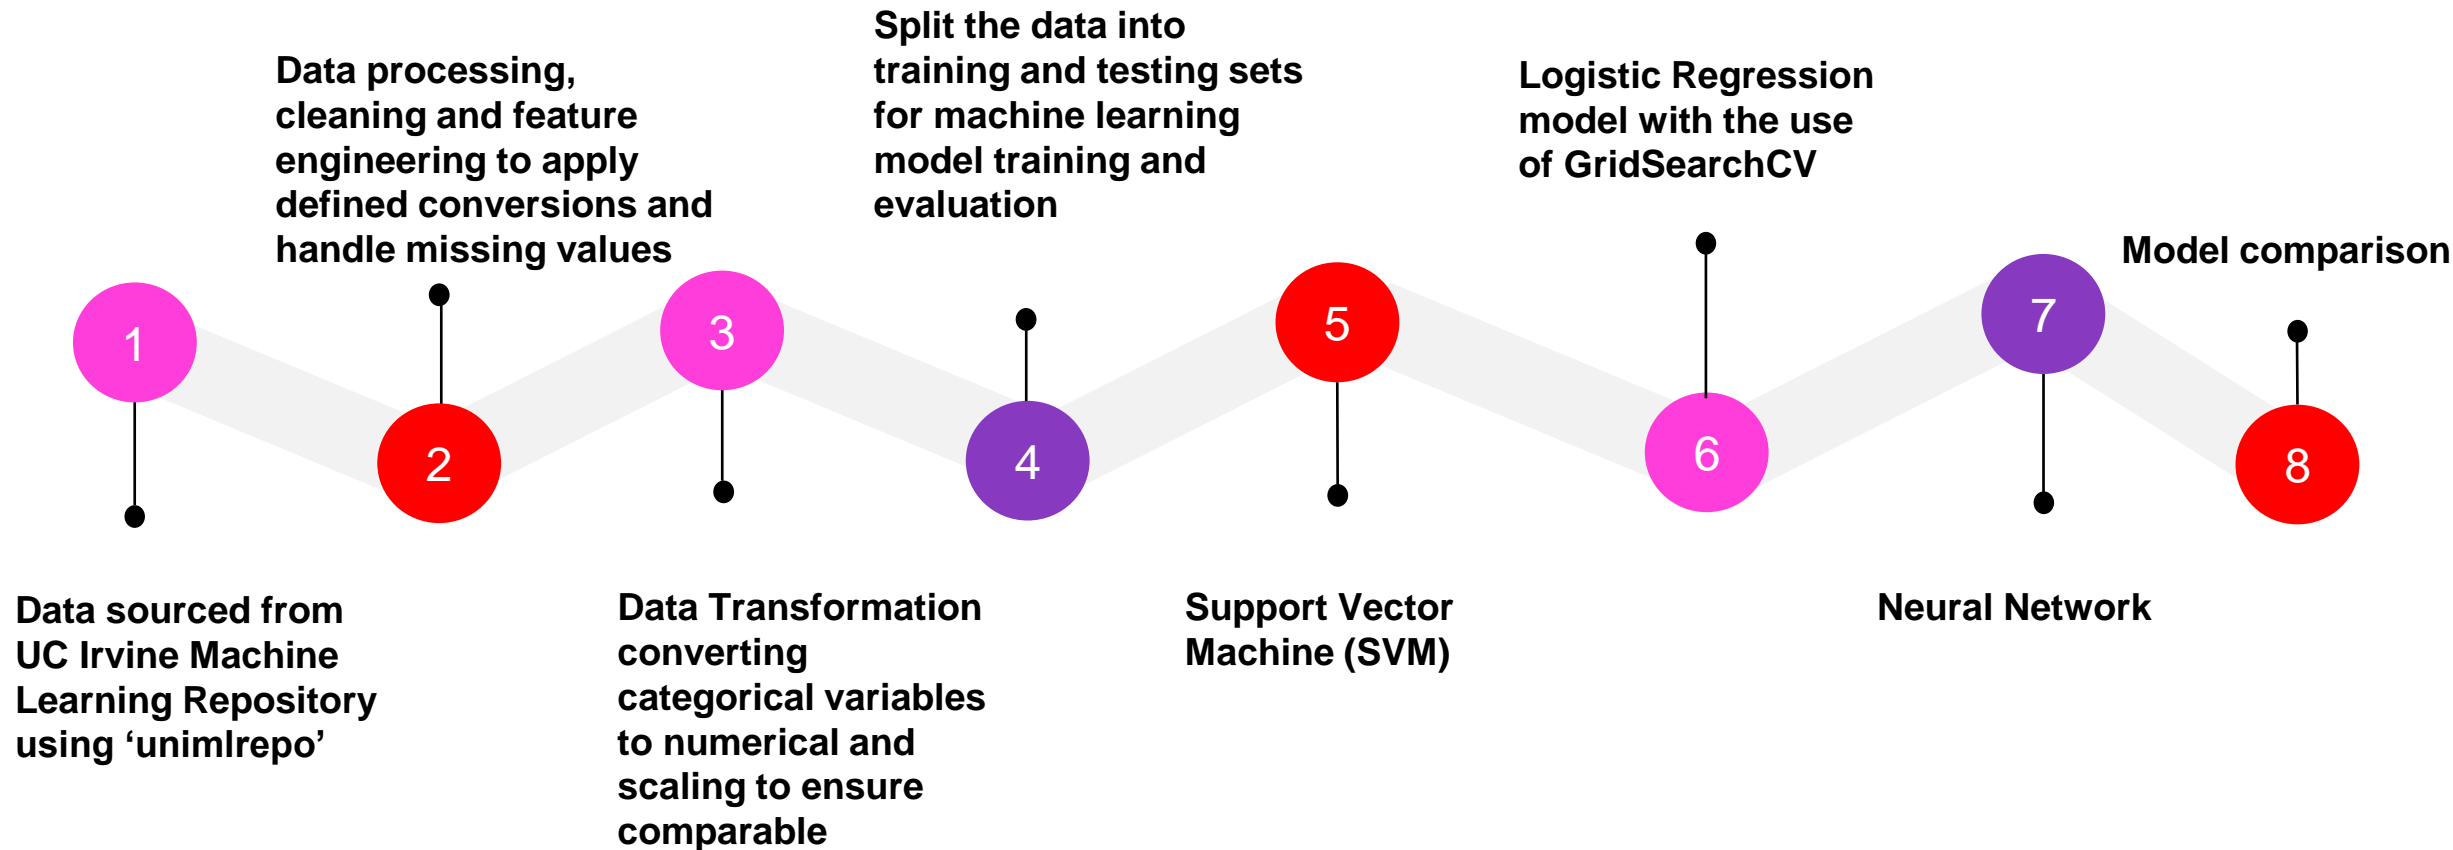 1
Data sourced from
UC Irvine Machine
Learning Repository
using ‘unimlrepo’
2
Data processing,
cleaning and feature
engineering to apply
defined conversions and
handle missing values
3
Data Transformation
converting
categorical variables
to numerical and
scaling to ensure
comparable
4
Split the data into
training and testing sets
for machine learning
model training and
evaluation
5
Support Vector
Machine (SVM)
6
Logistic Regression
model with the use
of GridSearchCV
7
Neural Network
8
Model comparison